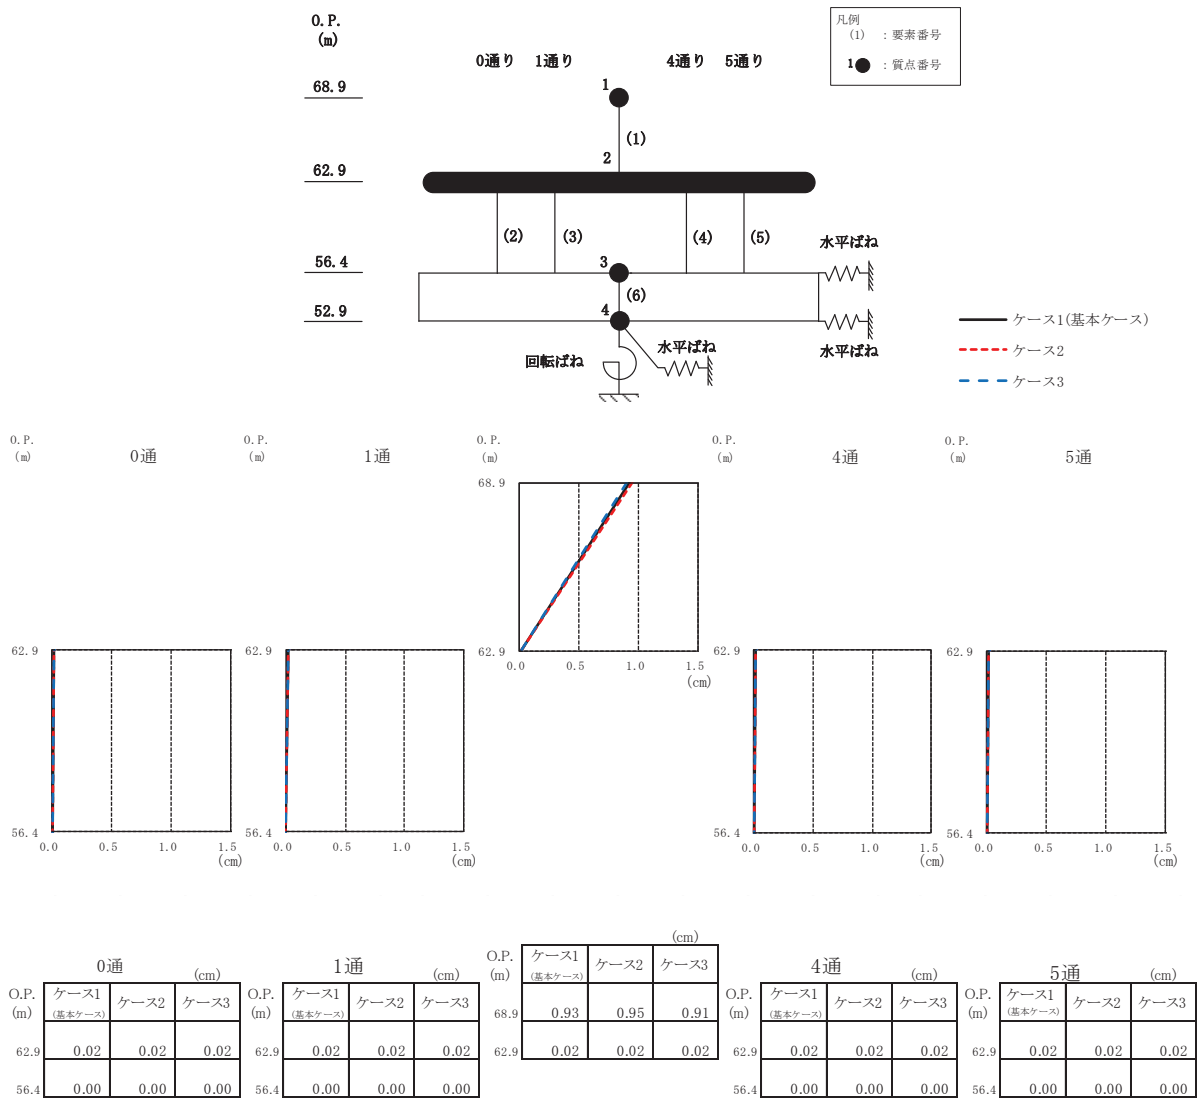 O.P.
(m)
凡例
(1) : 要素番号
1 : 質点番号
0通り 1通り 4通り 5通り
68.9
1
(1)
62.9
2
(2) (3) (4) (5)
水平ばね
56.4
3
(6)
52.9
4
水平ばね
水平ばね
回転ばね
ケース1(基本ケース)
ケース2
ケース3
O.P.
(m)
0通
62.9
56.4
0.0 0.5 1.0 1.5
(cm)
O.P.
(m)
1通
62.9
56.4
0.0 0.5 1.0 1.5
(cm)
O.P.
(m)
68.9
62.9
0.0 0.5 1.0 1.5
(cm)
O.P.
(m)
4通
62.9
56.4
0.0 0.5 1.0 1.5
(cm)
O.P.
(m)
5通
62.9
56.4
0.0 0.5 1.0 1.5
(cm)
0通 (cm)
O.P.
(m)
ケース1
(基本ケース)
ケース2 ケース3
62.9 0.02 0.02 0.02
56.4 0.00 0.00 0.00
1通 (cm)
O.P.
(m)
ケース1
(基本ケース)
ケース2 ケース3
62.9 0.02 0.02 0.02
56.4 0.00 0.00 0.00
(cm)
O.P.
(m)
ケース1
(基本ケース)
ケース2 ケース3
68.9 0.93 0.95 0.91
62.9 0.02 0.02 0.02
4通 (cm)
O.P.
(m)
ケース1
(基本ケース)
ケース2 ケース3
62.9 0.02 0.02 0.02
56.4 0.00 0.00 0.00
5通 (cm)
O.P.
(m)
ケース1
(基本ケース)
ケース2 ケース3
62.9 0.02 0.02 0.02
56.4 0.00 0.00 0.00